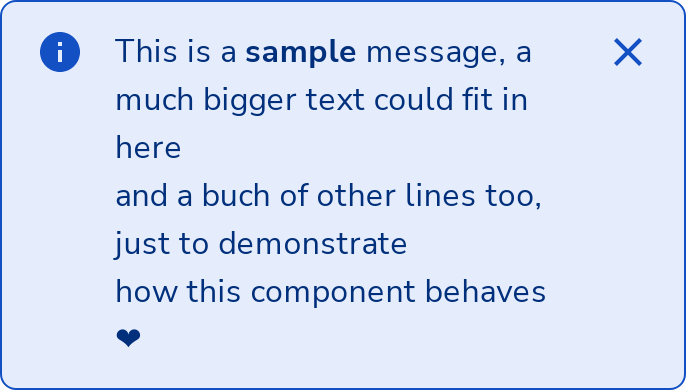 This is a sample message, a
much bigger text could fit in
here
and a buch of other lines too,
just to demonstrate
how this component behaves
❤